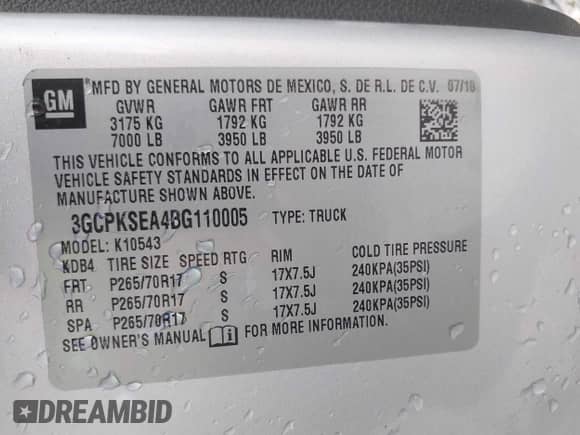 GM
® MFD BY GENERAL MOTORS DE MEXICO, S. DE R.L. DE C.V. 07/10
GVWR GAWR FRT GAWR RR
3175 KG 1792 KG 1792 KG
7000 LB 3950 LB 3950 LB
THIS VEHICLE CONFORMS TO ALL APPLICABLE U.S. FEDERAL MOTOR
VEHICLE SAFETY STANDARDS IN EFFECT ON THE DATE OF
MANUFACTURE SHOWN ABOVE.
3GCPKSEA4BG110005 TYPE: TRUCK
MODEL: K10543
KDB4 TIRE SIZE SPEED RTG RIM COLD TIRE PRESSURE
FRT P265/70R17 S 17X7.5J 240KPA(35PSI)
RR P265/70R17 S 17X7.5J 240KPA(35PSI)
SPA P265/70R17 S 17X7.5J 240KPA(35PSI)
SEE OWNER'S MANUAL FOR ADDITIONAL INFORMATION
DREAMBID